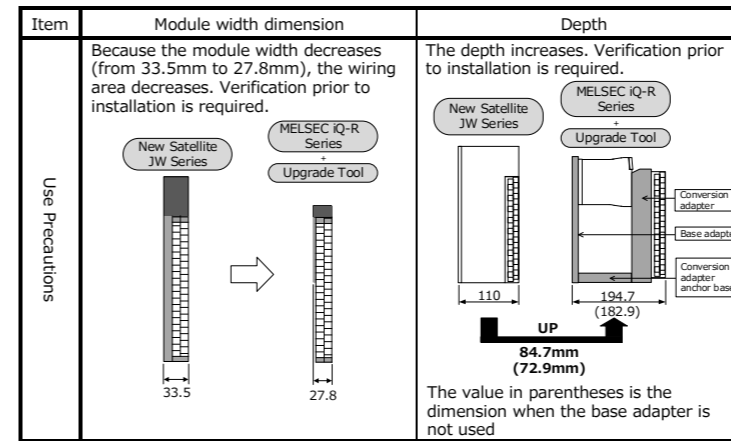 Item
Module width dimension
Depth
Use Precautions
Because the module width decreases
(from 33.5mm to 27.8mm), the wiring
area decreases. Verification prior to
installation is required.
New Satellite
JW Series
MELSEC iQ-R
Series
+
Upgrade Tool
33.5
27.8
The depth increases. Verification prior
to installation is required.
New Satellite
JW Series
MELSEC iQ-R
Series
+
Upgrade Tool
Conversion
adapter
Base adapte
Conversion
adapter
anchor base
110
194.7
(182.9)
UP
84.7mm
(72.9mm)
The value in parentheses is the
dimension when the base adapter is
not used